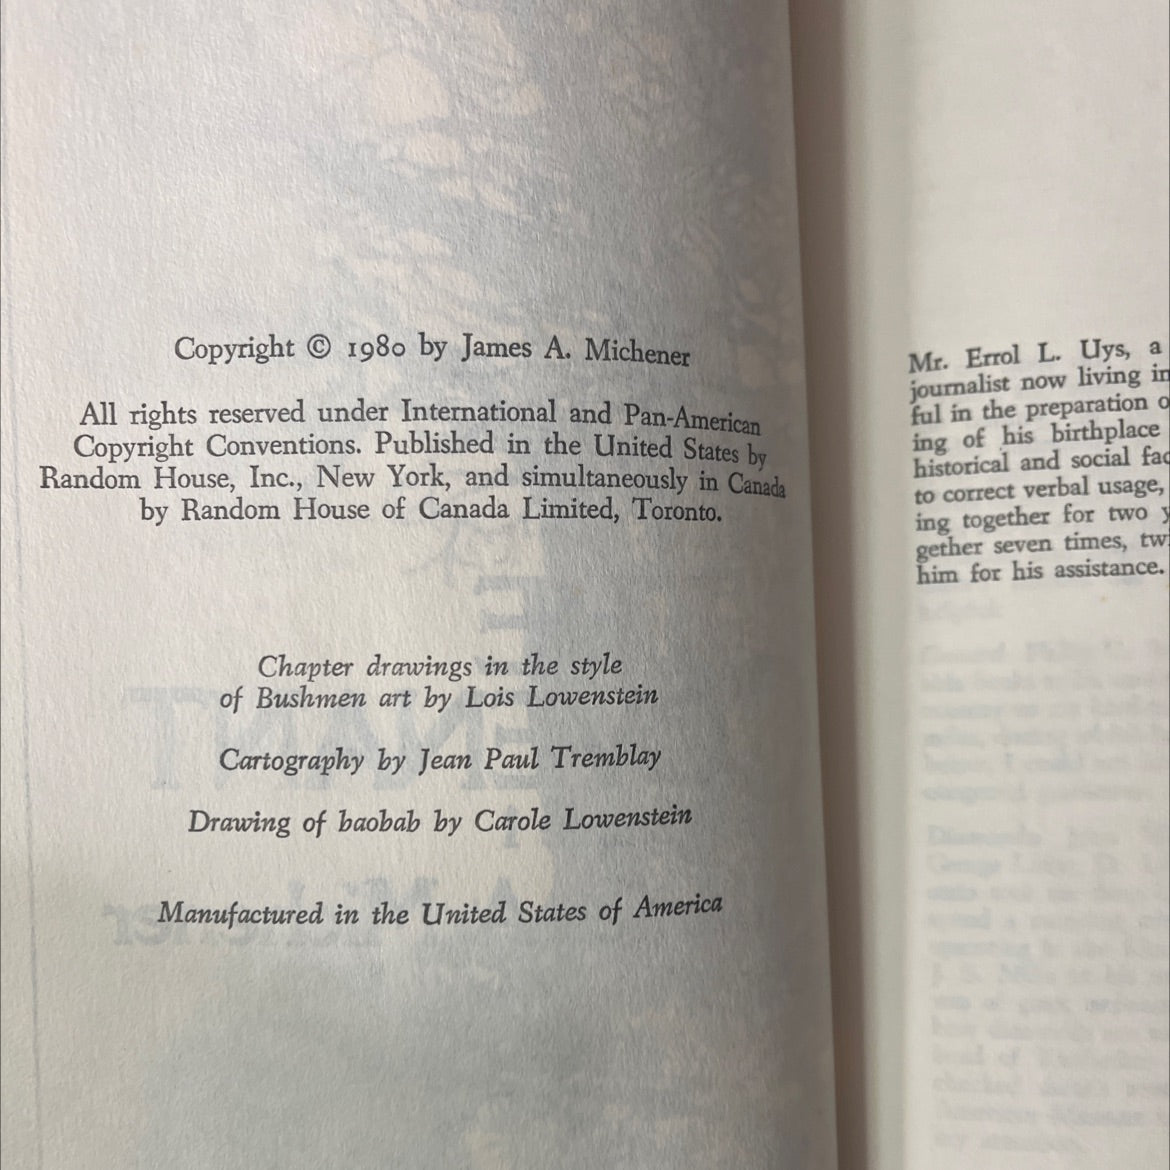 Copyright © 1980 by James A. Michener
All rights reserved under International and Pan-American
Copyright Conventions. Published in the United States by
Random House, Inc., New York, and simultaneously in Canada
by Random House of Canada Limited, Toronto.
Chapter drawings in the style
of Bushmen art by Lois Lowenstein
Cartography by Jean Paul Tremblay
Drawing of baobab by Carole Lowenstein
Manufactured in the United States of America
Mr. Errol L. Uys, a
journalist now living in
ful in the preparation o
ing of his birthplace
historical and social fac
to correct verbal usage,
ing together for two y
gether seven times, twi
him for his assistance.